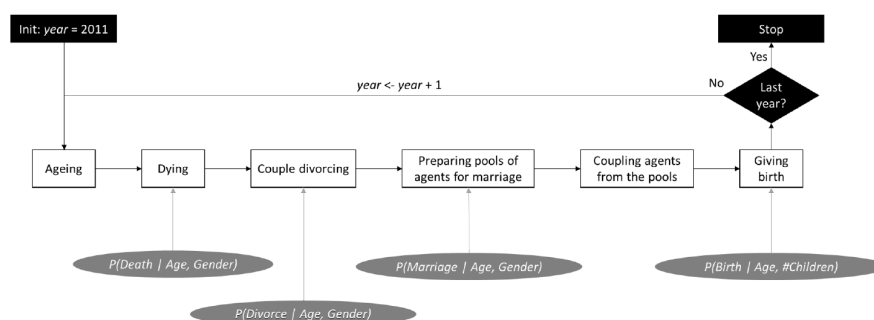 Init: year = 2011
Stop
Yes
No
Last
year?
year <- year + 1
Ageing
Dying
Couple divorcing
Preparing pools of
agents for marriage
Coupling agents
from the pools
Giving
birth
P(Death | Age, Gender)
P(Marriage | Age, Gender)
P(Birth | Age, #Children)
P(Divorce | Age, Gender)